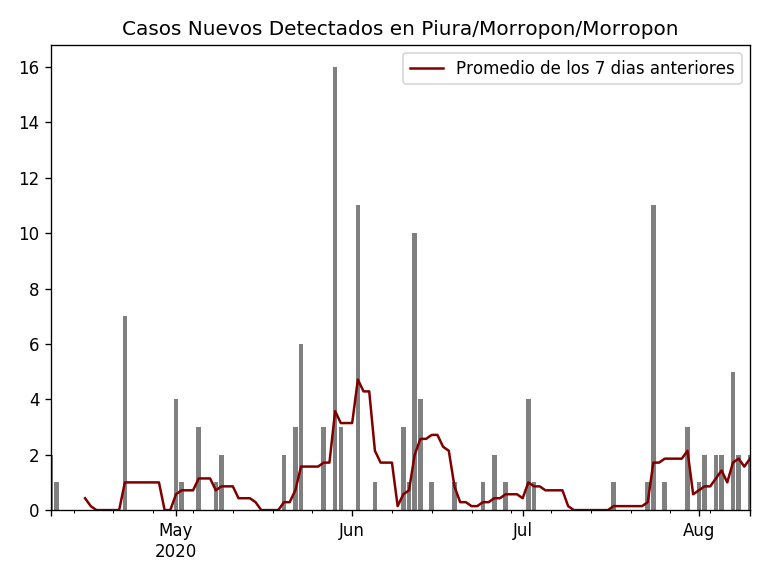 Casos Nuevos Detectados en Piura/Morropon/Morropon
Promedio de los 7 dias anteriores
16
14
12
10
8
6
4
2
0
May
2020
Jun
Jul
Aug